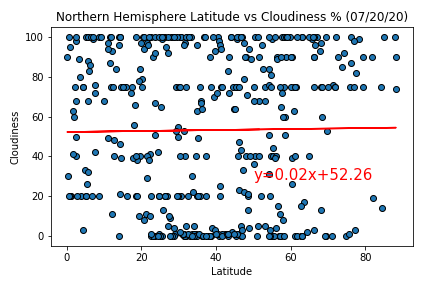 Northern Hemisphere Latitude vs Cloudiness % (07/20/20)
100
80
60
40
20
0
Cloudiness
y=0.02x+52.26
0
20
40
60
80
Latitude